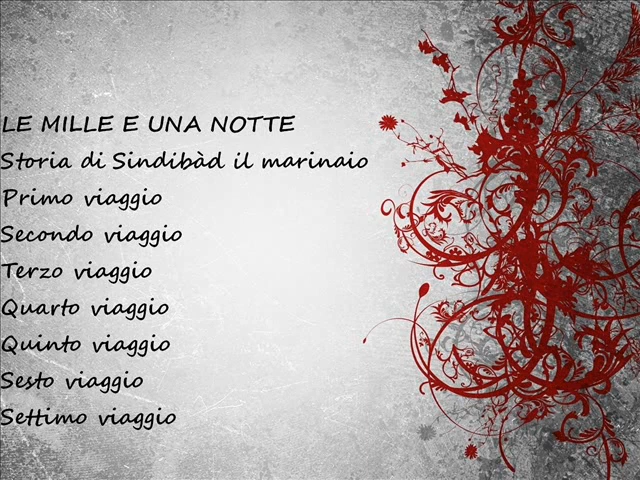 LE MILLE E UNA NOTTE
Storia di Sindibàd il marinaio
Primo viaggio
Secondo viaggio
Terzo viaggio
Quarto viaggio
Quinto viaggio
Sesto viaggio
Settimo viaggio